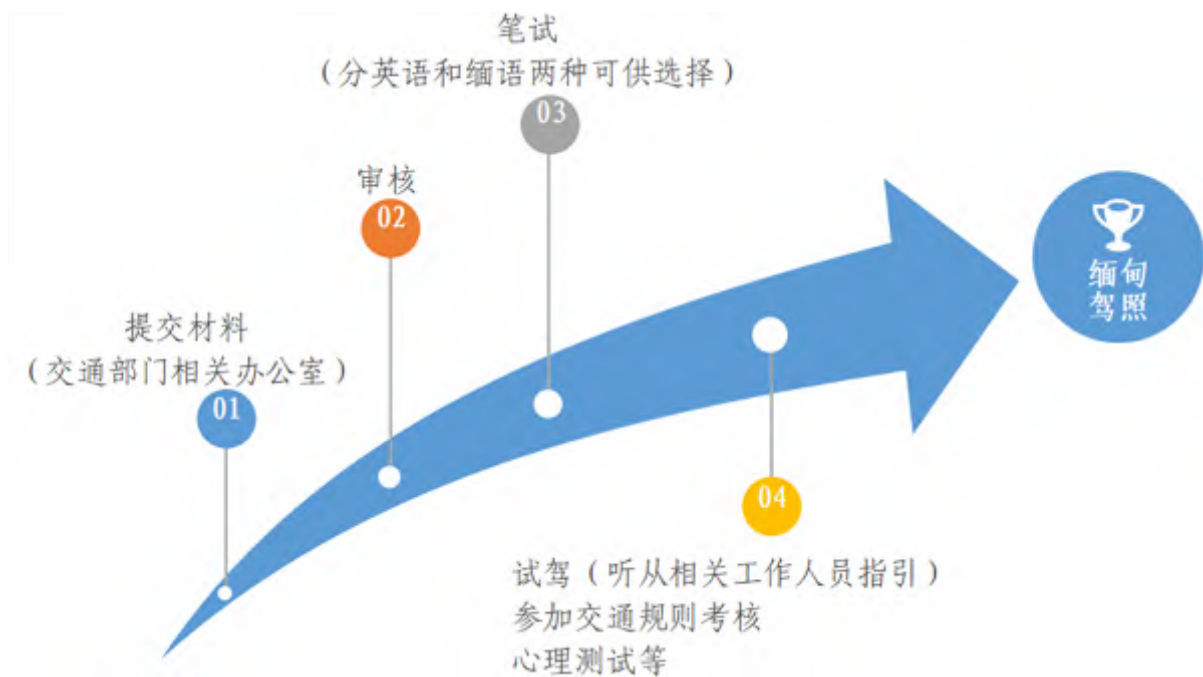 提交材料
（交通部门相关办公室）
01
审核
02
笔试
（分英语和缅语两种可供选择）
03
04
试驾（听从相关工作人员指引）
参加交通规则考核
心理测试等
缅甸
驾照